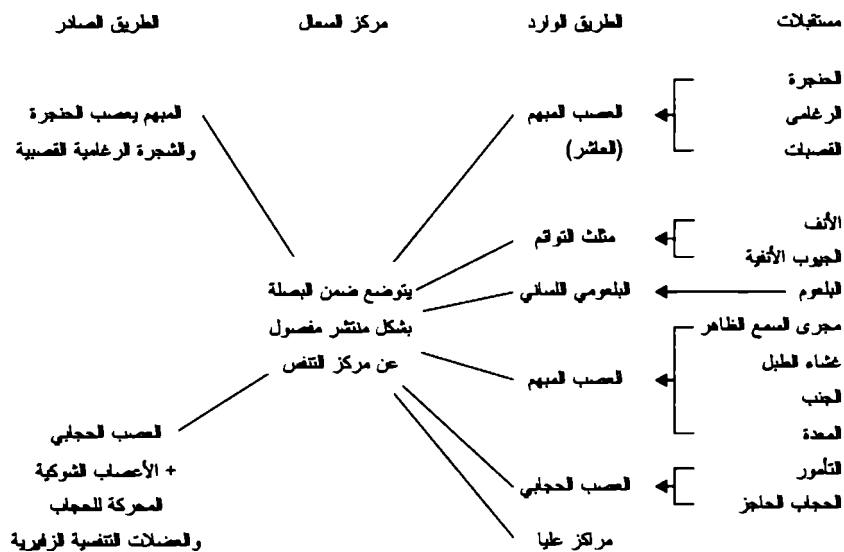 مستقبلات
الطريق الوارد
مركز السعال
الطريق الصادر
الحنجرة
الرغامى
القصبات
العصب المبهم
(العاشر)
المبهم يعصب الحنجرة
والشجرة الرغامية القصبية
الأنف
الجيوب الأنفية
مثلث التوائم
البلعوم
البلعومي اللساني
يتوضع ضمن البصلة
بشكل منتشر مفصول
عن مركز التنفس
مجرى السمع الظاهر
غشاء الطبل
الجنب
المعدة
العصب المبهم
التأمور
الحجاب الحاجز
العصب الحجابي
مراكز عليا
العصب الحجابي
+ الأعصاب الشوكية
المحركة للحجاب
والعضلات التنفسية الزفيرية